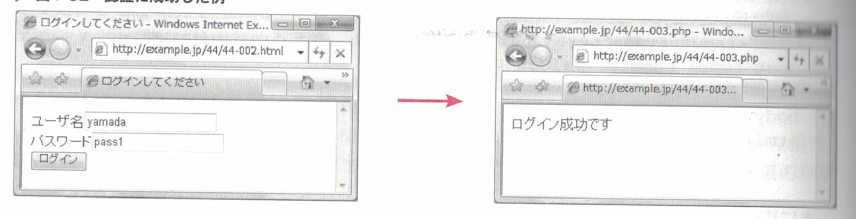 ログインしてください - Windows Internet Ex...
http://example.jp/44/44-002.html
ログインしてください
ユーザ名 yamada
パスワード pass1
ログイン
http://example.jp/44/44-003.php - Windo...
http://example.jp/44/44-003.php
http://example.jp/44/44-003...
ログイン成功です